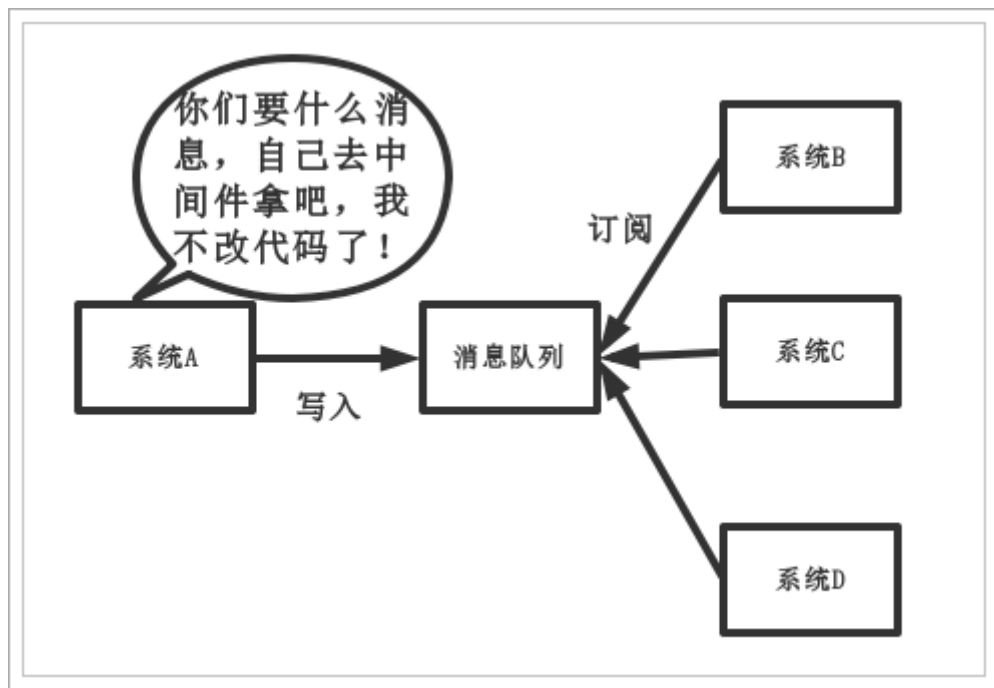 你们要什么消
息，自己去中
间件拿吧，我
不改代码了！
系统B
订阅
系统A
消息队列
系统C
写入
系统D